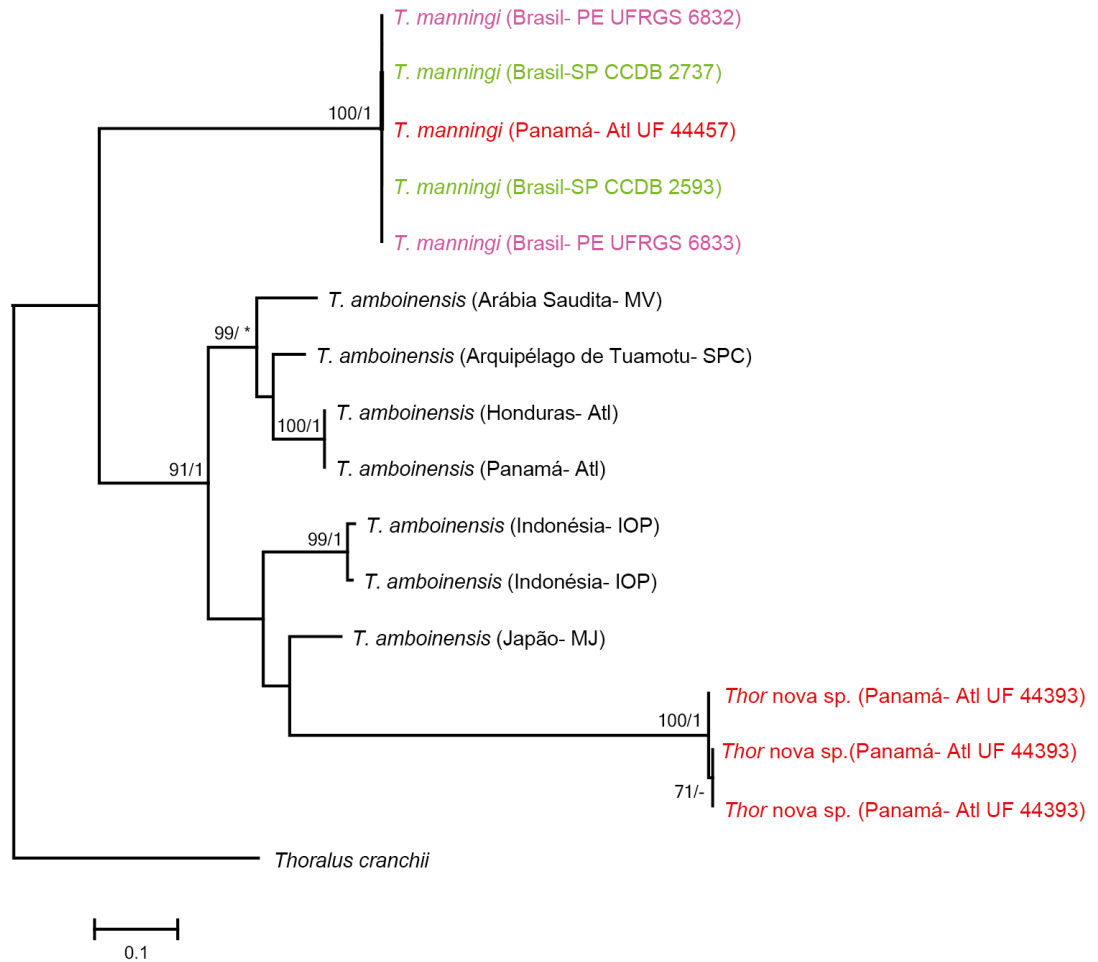 T. manningi (Brasil- PE UFRGS 6832)
T. manningi (Brasil-SP CCDB 2737)
100/1
T. manningi (Panamá- Atl UF 44457)
T. manningi (Brasil-SP CCDB 2593)
T. manningi (Brasil- PE UFRGS 6833)
T. amboinensis (Arábia Saudita- MV)
99/ *
T. amboinensis (Arquipélago de Tuamotu- SPC)
T. amboinensis (Honduras- Atl)
100/1
T. amboinensis (Panamá- Atl)
91/1
T. amboinensis (Indonésia- IOP)
99/1
T. amboinensis (Indonésia- IOP)
T. amboinensis (Japão- MJ)
Thor nova sp. (Panamá- Atl UF 44393)
100/1
Thor nova sp.(Panamá- Atl UF 44393)
71/-
Thor nova sp. (Panamá- Atl UF 44393)
Thoralus cranchii
0.1